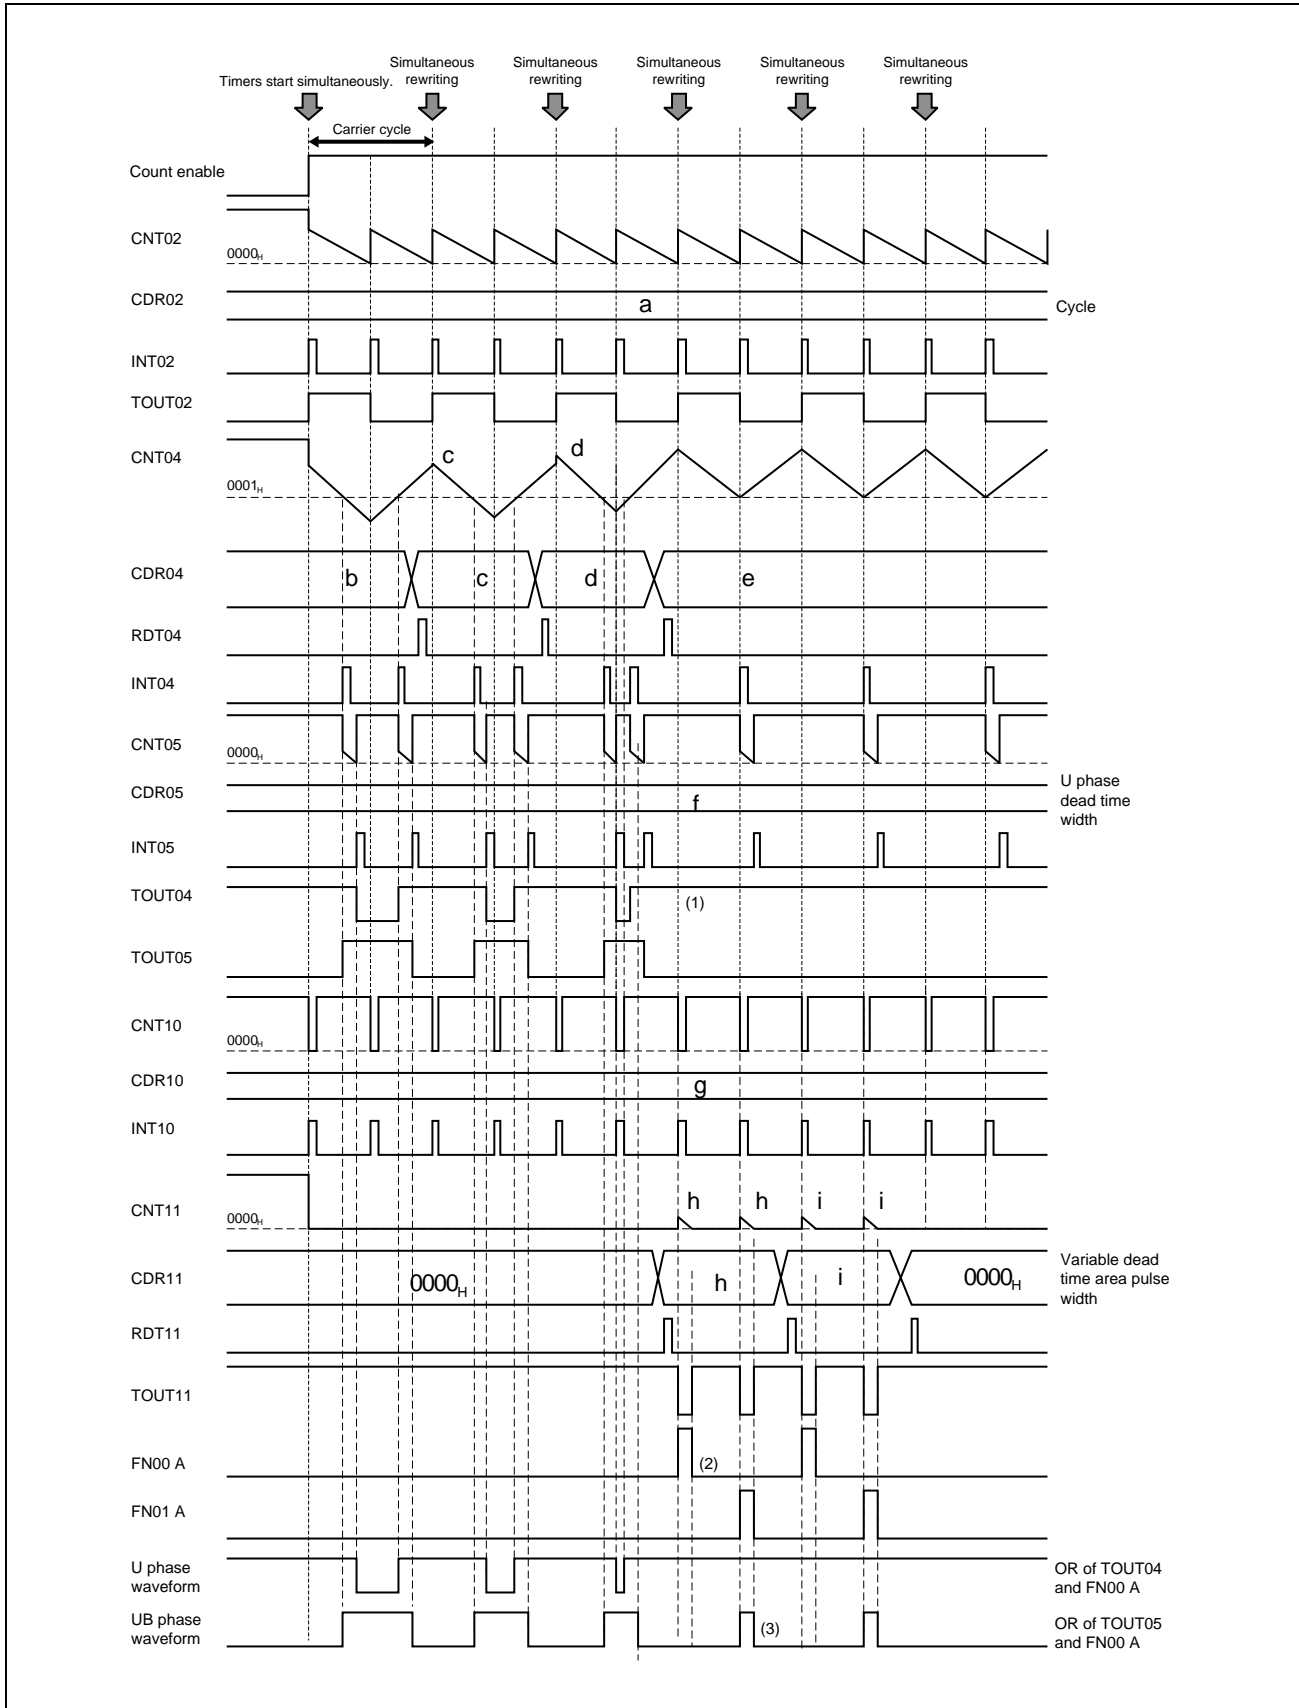 Simultaneous
rewriting
Simultaneous
rewriting
Simultaneous
rewriting
Simultaneous
rewriting
Simultaneous
rewriting
Timers start simultaneously.
Carrier cycle
Count enable
CNT02
0000H
CDR02
a
Cycle
INT02
TOUT02
CNT04
c
d
0001H
CDR04
b
c
d
e
RDT04
INT04
CNT05
0000H
CDR05
f
U phase
dead time
width
INT05
TOUT04
(1)
TOUT05
CNT10
0000H
CDR10
g
INT10
CNT11
0000H
h
h
i
i
CDR11
0000H
h
i
0000H
Variable dead
time area pulse
width
RDT11
TOUT11
FN00 A
(2)
FN01 A
U phase
waveform
OR of TOUT04
and FN00 A
UB phase
waveform
(3)
OR of TOUT05
and FN00 A